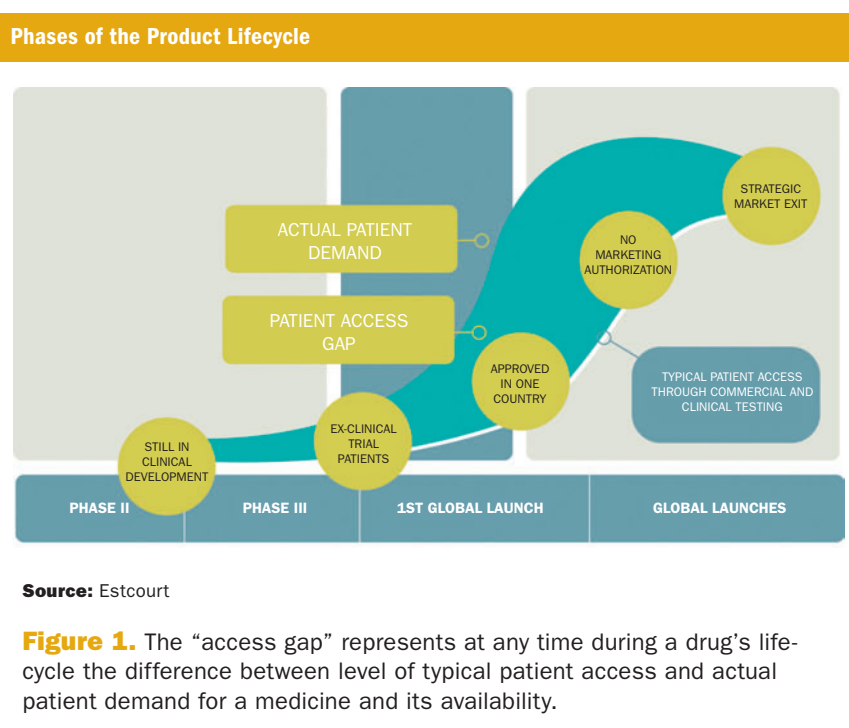 Phases of the Product Lifecycle
ACTUAL PATIENT
DEMAND
PATIENT ACCESS
GAP
STRATEGIC
MARKET EXIT
NO
MARKETING
AUTHORIZATION
APPROVED
IN ONE
COUNTRY
TYPICAL PATIENT ACCESS
THROUGH COMMERCIAL AND
CLINICAL TESTING
EX-CLINICAL
TRIAL
PATIENTS
STILL IN
CLINICAL
DEVELOPMENT
PHASE II
PHASE III
1ST GLOBAL LAUNCH
GLOBAL LAUNCHES
Source: Estcourt
Figure 1. The “access gap” represents at any time during a drug’s life-
cycle the difference between level of typical patient access and actual
patient demand for a medicine and its availability.